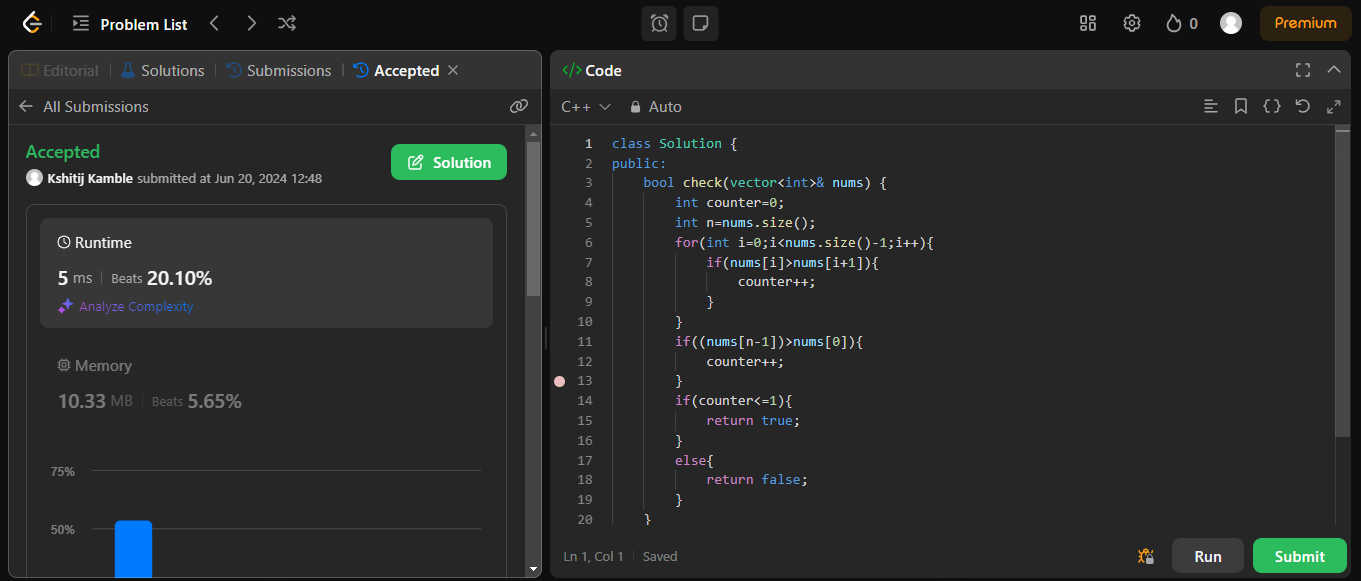 Problem List
0
Premium
Editorial
Solutions
Submissions
Accepted
All Submissions
Accepted
Kshitij Kamble submitted at Jun 20, 2024 12:48
Solution
Runtime
5 ms
Beats 20.10%
Analyze Complexity
Memory
10.33 MB
Beats 5.65%
75%
50%
</>Code
C++
Auto
1 class Solution {
2 public:
3     bool check(vector<int>& nums) {
4         int counter=0;
5         int n=nums.size();
6         for(int i=0;i<nums.size()-1;i++){
7             if(nums[i]>nums[i+1]){
8                 counter++;
9             }
10         }
11         if((nums[n-1])>nums[0]){
12             counter++;
13         }
14         if(counter<=1){
15             return true;
16         }
17         else{
18             return false;
19         }
20     }
Ln 1, Col 1
Saved
Run
Submit